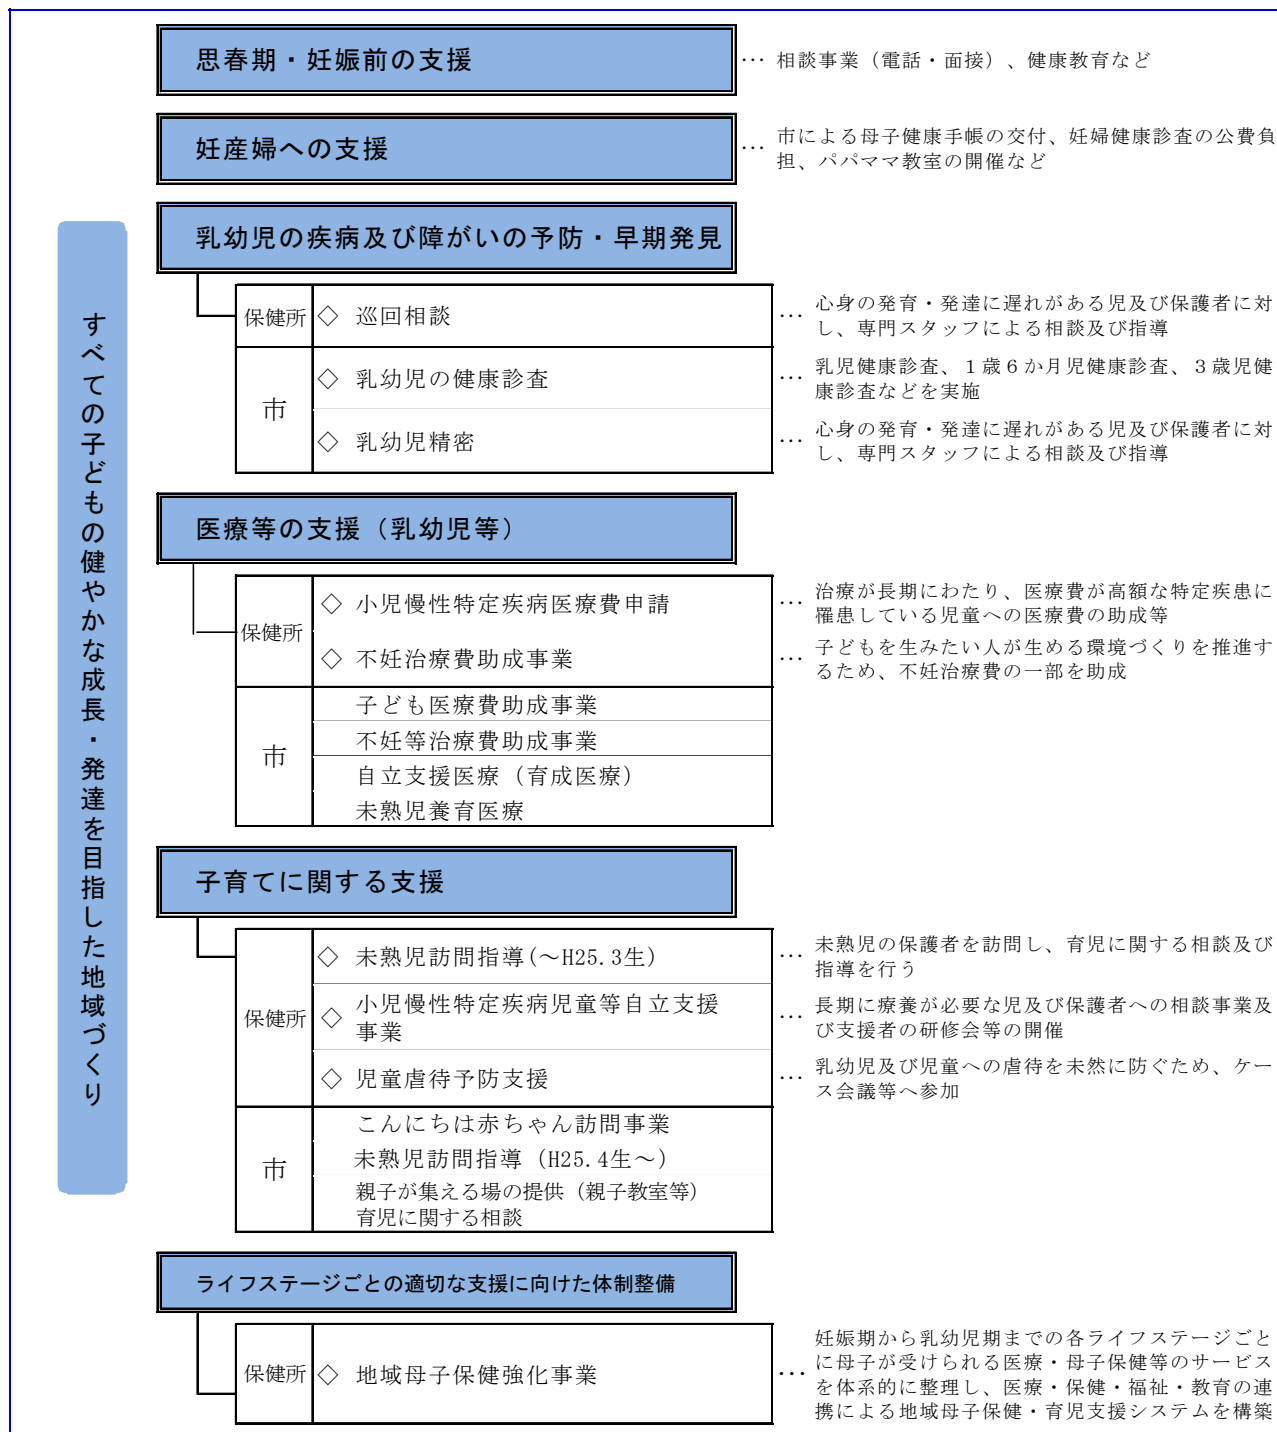 すべての子どもの健やかな成長・発達を目指した地域づくり
思春期・妊娠前の支援
… 相談事業（電話・面接）、健康教育など
妊産婦への支援
… 市による母子健康手帳の交付、妊婦健康診査の公費負
担、パパママ教室の開催など
乳幼児の疾病及び障がいの予防・早期発見
保健所 ◇ 巡回相談
… 心身の発育・発達に遅れがある児及び保護者に対
し、専門スタッフによる相談及び指導
市
◇ 乳幼児の健康診査
… 乳児健康診査、１歳６か月児健康診査、３歳児健
康診査などを実施
◇ 乳幼児精密
… 心身の発育・発達に遅れがある児及び保護者に対
し、専門スタッフによる相談及び指導
医療等の支援（乳幼児等）
保健所
◇ 小児慢性特定疾病医療費申請
… 治療が長期にわたり、医療費が高額な特定疾患に
罹患している児童への医療費の助成等
◇ 不妊治療費助成事業
… 子どもを生みたい人が生める環境づくりを推進す
るため、不妊治療費の一部を助成
市
子ども医療費助成事業
不妊等治療費助成事業
自立支援医療（育成医療）
未熟児養育医療
子育てに関する支援
保健所
◇ 未熟児訪問指導(～H25.3生)
… 未熟児の保護者を訪問し、育児に関する相談及び
指導を行う
◇ 小児慢性特定疾病児童等自立支援
事業
… 長期に療養が必要な児及び保護者への相談事業及
び支援者の研修会等の開催
◇ 児童虐待予防支援
… 乳幼児及び児童への虐待を未然に防ぐため、ケー
ス会議等へ参加
市
こんにちは赤ちゃん訪問事業
未熟児訪問指導（H25.4生～）
親子が集える場の提供（親子教室等）
育児に関する相談
ライフステージごとの適切な支援に向けた体制整備
保健所 ◇ 地域母子保健強化事業
… 妊娠期から乳幼児期までの各ライフステージごと
に母子が受けられる医療・母子保健等のサービス
を体系的に整理し、医療・保健・福祉・教育の連
携による地域母子保健・育児支援システムを構築